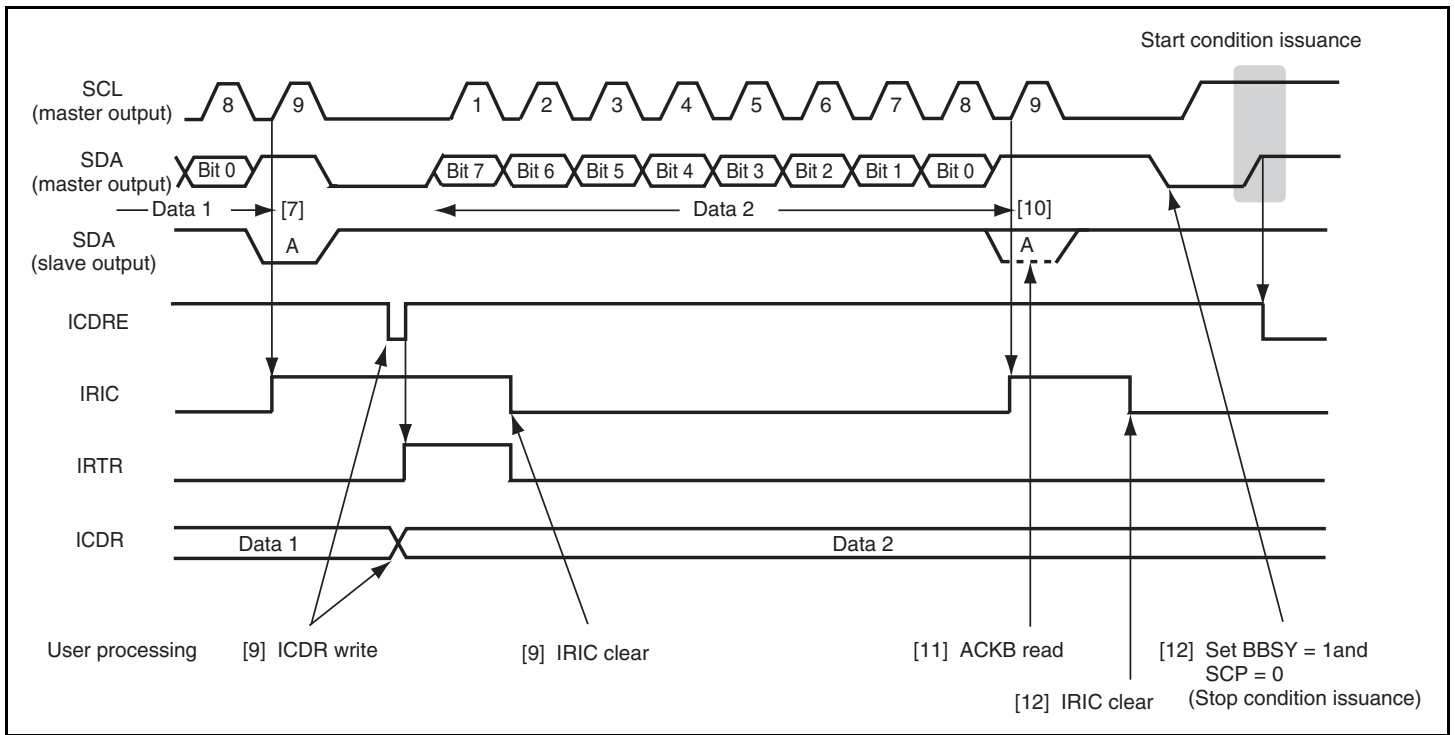 Start condition issuance
SCL
(master output)
8 9 1 2 3 4 5 6 7 8 9
SDA
(master output)
Bit 0 Bit 7 Bit 6 Bit 5 Bit 4 Bit 3 Bit 2 Bit 1 Bit 0
Data 1 [7] Data 2 [10]
SDA
(slave output)
A A
ICDRE
IRIC
IRTR
ICDR
Data 1 Data 2
User processing
[9] ICDR write
[9] IRIC clear
[11] ACKB read
[12] IRIC clear
[12] Set BBSY = 1and
SCP = 0
(Stop condition issuance)